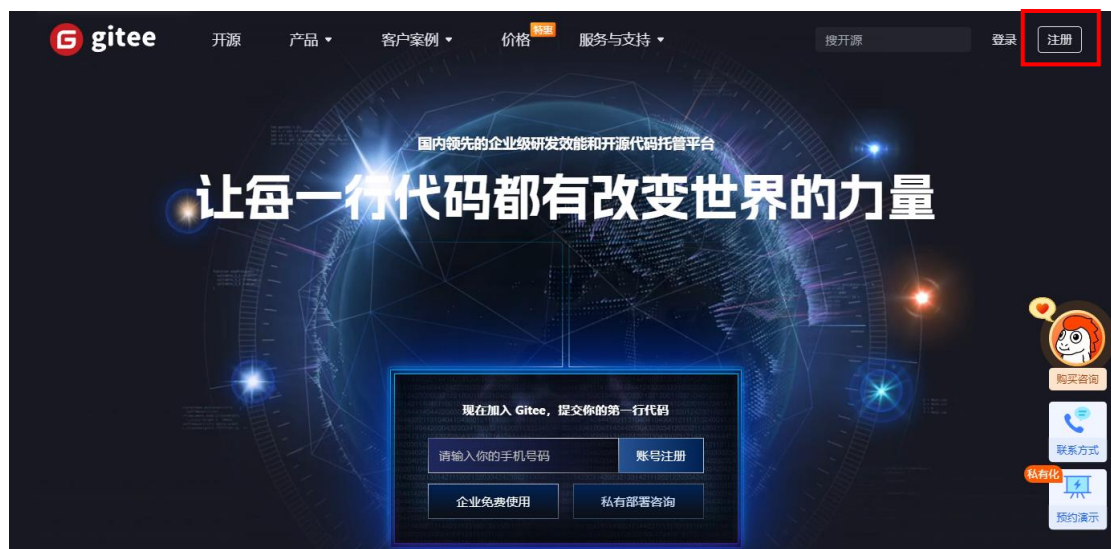 gitee 开源 产品 客户案例 价格 特惠 服务与支持 搜开源 登录 注册
国内领先的企业级研发效能和开源代码托管平台
让每一行代码都有改变世界的力量
现在加入 Gitee，提交你的第一行代码
请输入你的手机号码 账号注册
企业免费使用 私有部署咨询
购买咨询
联系方式
私有化
预约演示